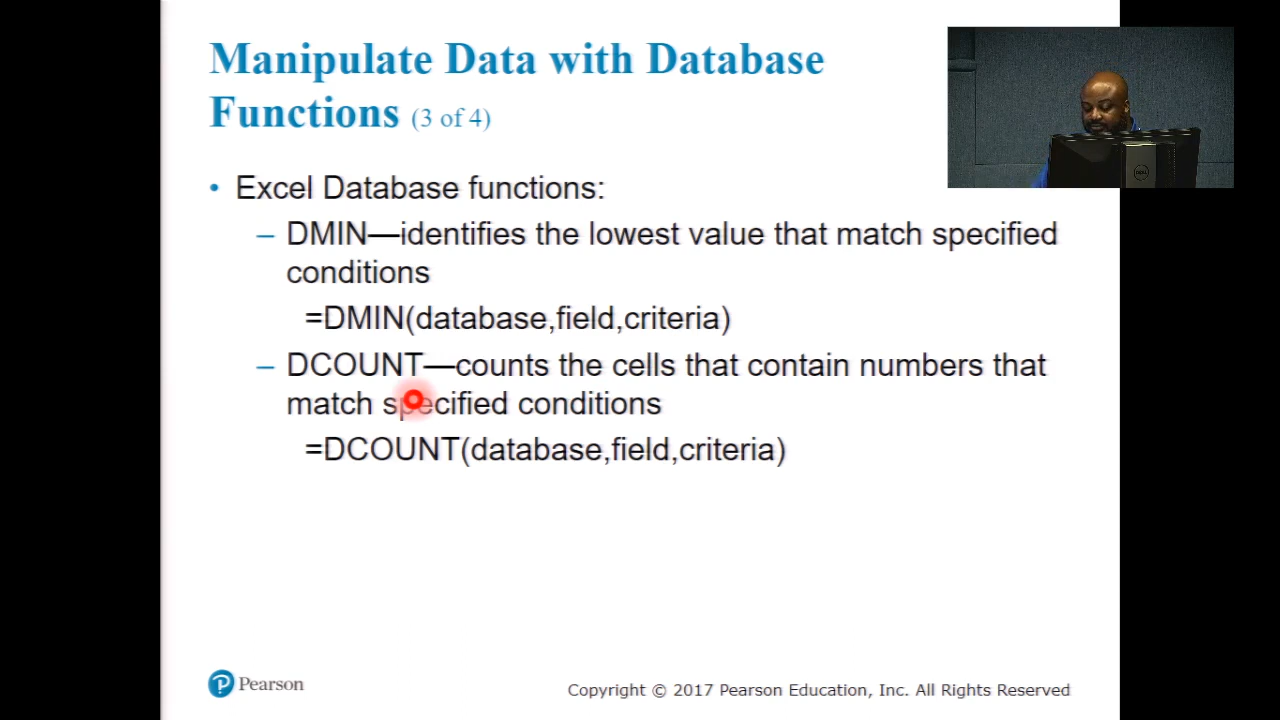 Manipulate Data with Database
Functions (3 of 4)
• Excel Database functions:
– DMIN—identifies the lowest value that match specified
conditions
=DMIN(database,field,criteria)
– DCOUNT—counts the cells that contain numbers that
match specified conditions
=DCOUNT(database,field,criteria)
P Pearson
Copyright © 2017 Pearson Education, Inc. All Rights Reserved